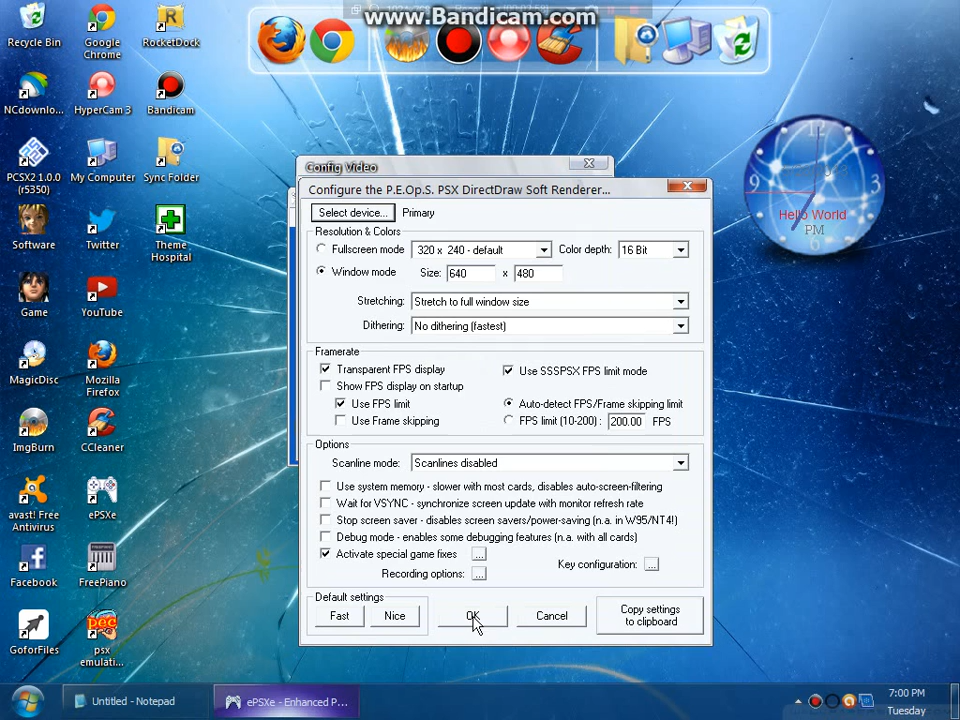 www.Bandicam.com
Recycle Bin
Google
Chrome
RocketDock
NCdownlo...
HyperCam 3
Bandicam
PCSX2 1.0.0
(r5350)
My Computer
Sync Folder
Software
Twitter
Theme
Hospital
Game
YouTube
MagicDisc
Mozilla
Firefox
ImgBurn
CCleaner
avast! Free
Antivirus
ePSXe
Facebook
FreePiano
GoforFiles
pec
psx
emulati...
9
3
6
Hello World
PM
Config Video
Configure the P.E.Op.S. PSX DirectDraw Soft Renderer...
Select device...
Primary
Resolution & Colors
Fullscreen mode
320 x 240 - default
Color depth:
16 Bit
Window mode
Size:
640
x
480
Stretching:
Stretch to full window size
Dithering:
No dithering (fastest)
Framerate
Transparent FPS display
Use SSSPSX FPS limit mode
Show FPS display on startup
Use FPS limit
Auto-detect FPS/Frame skipping limit
Use Frame skipping
FPS limit (10-200) :
200.00
FPS
Options
Scanline mode:
Scanlines disabled
Use system memory - slower with most cards, disables auto-screen-filtering
Wait for VSYNC - synchronize screen update with monitor refresh rate
Stop screen saver - disables screen savers/power-saving (n.a. in W95/NT4!)
Debug mode - enables some debugging features (n.a. with all cards)
Activate special game fixes
...
Recording options:
...
Key configuration:
...
Default settings
Fast
Nice
OK
Cancel
Copy settings
to clipboard
Untitled - Notepad
ePSXe - Enhanced P...
7:00 PM
Tuesday